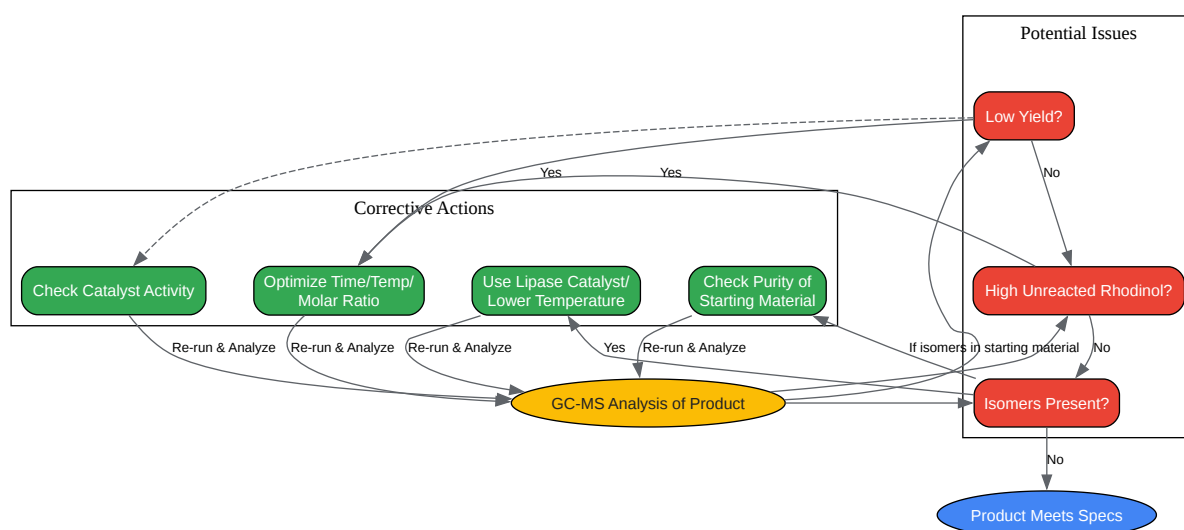 Potential Issues
Low Yield?
Yes
Yes
No
Corrective Actions
Check Catalyst Activity
Optimize Time/Temp/
Molar Ratio
Use Lipase Catalyst/
Lower Temperature
Check Purity of
Starting Material
High Unreacted Rhodinol?
Re-run & Analyze
Re-run & Analyze
Re-run & Analyze
Yes
Re-run & Analyze
If isomers in starting material
No
GC-MS Analysis of Product
Isomers Present?
No
Product Meets Specs